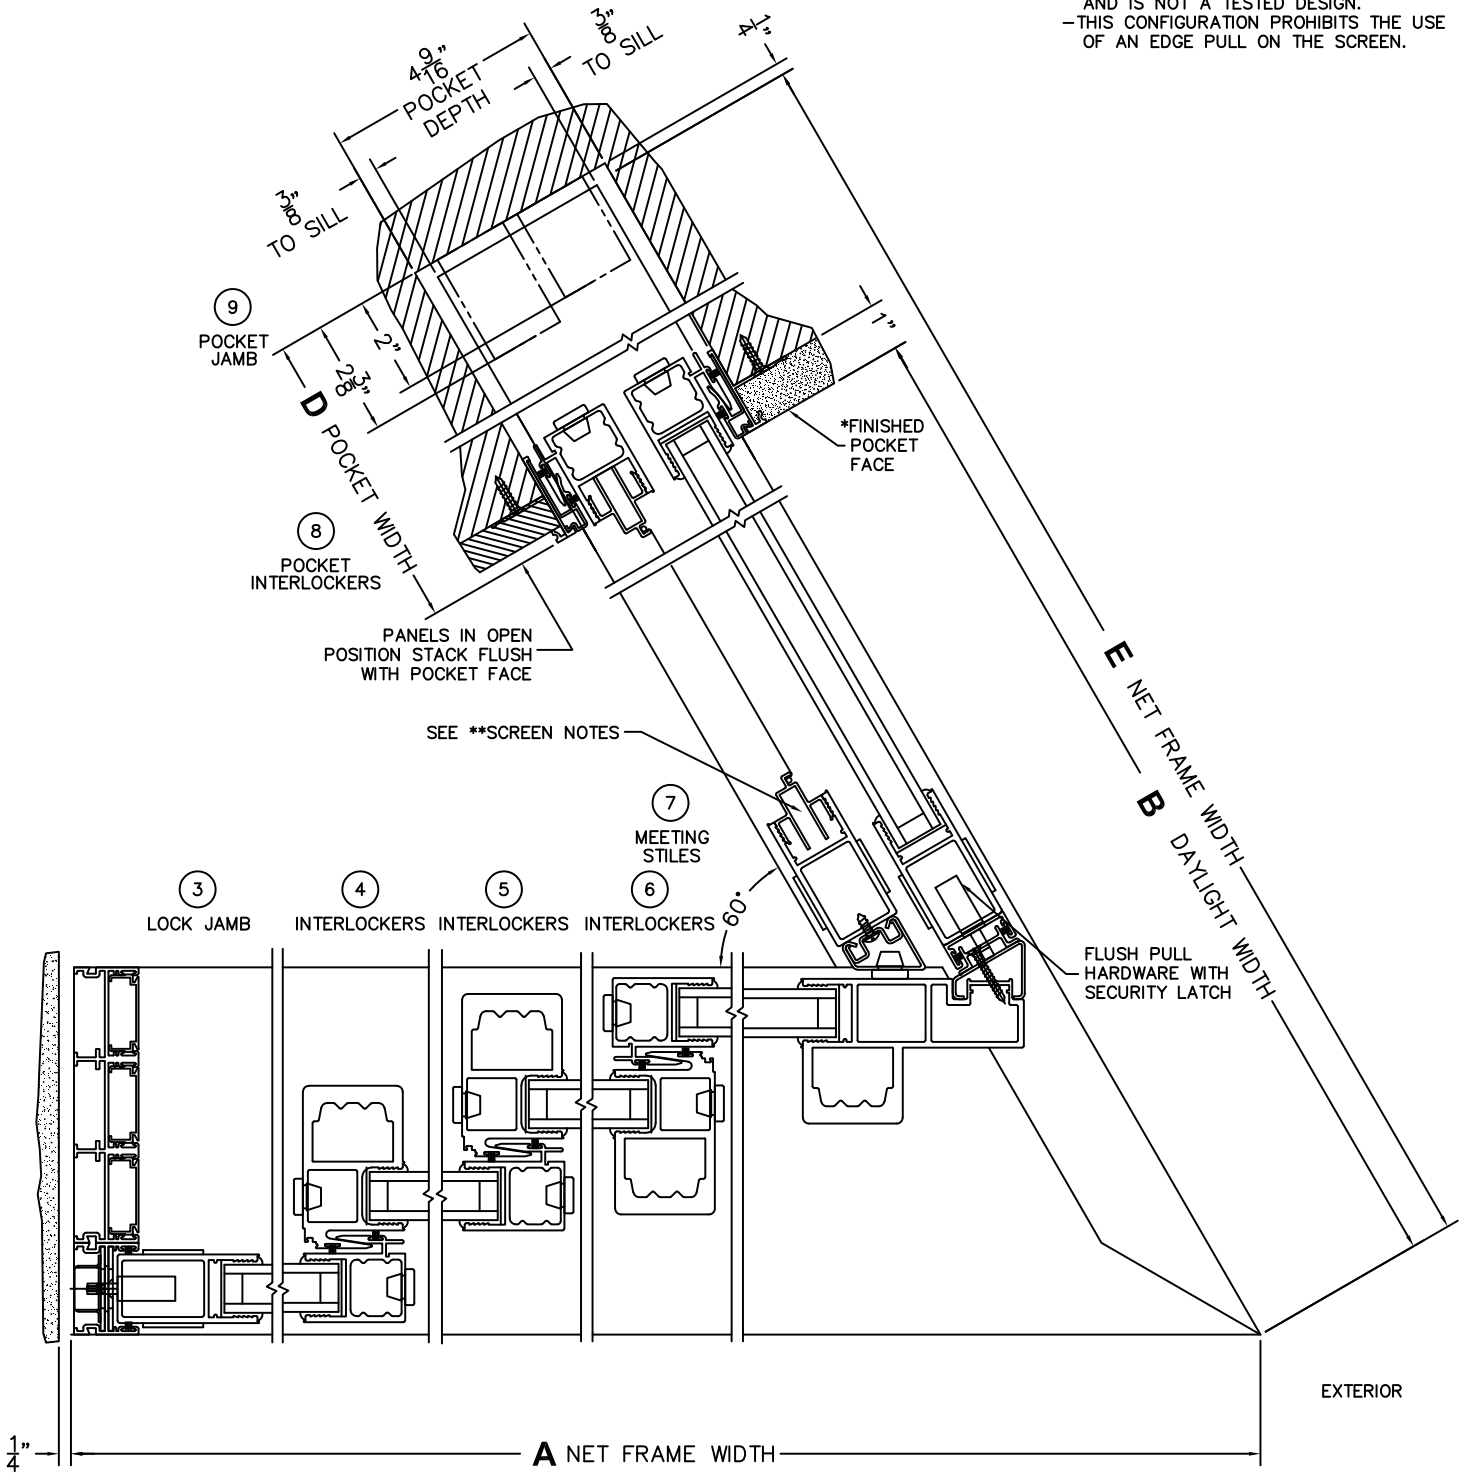 AND IS NOT A TESTED DESIGN.
-THIS CONFIGURATION PROHIBITS THE USE
OF AN EDGE PULL ON THE SCREEN.
4 9/16"
POCKET
DEPTH
3/8"
TO SILL
1/4"
3/8"
TO SILL
9
POCKET
JAMB
2"
2 3/8"
1"
D POCKET WIDTH
*FINISHED
POCKET
FACE
8
POCKET
INTERLOCKERS
PANELS IN OPEN
POSITION STACK FLUSH
WITH POCKET FACE
E NET FRAME WIDTH
B DAYLIGHT WIDTH
SEE **SCREEN NOTES
7
MEETING
STILES
60°
3
LOCK JAMB
4
INTERLOCKERS
5
INTERLOCKERS
6
INTERLOCKERS
FLUSH PULL
HARDWARE WITH
SECURITY LATCH
EXTERIOR
1/4"
A NET FRAME WIDTH